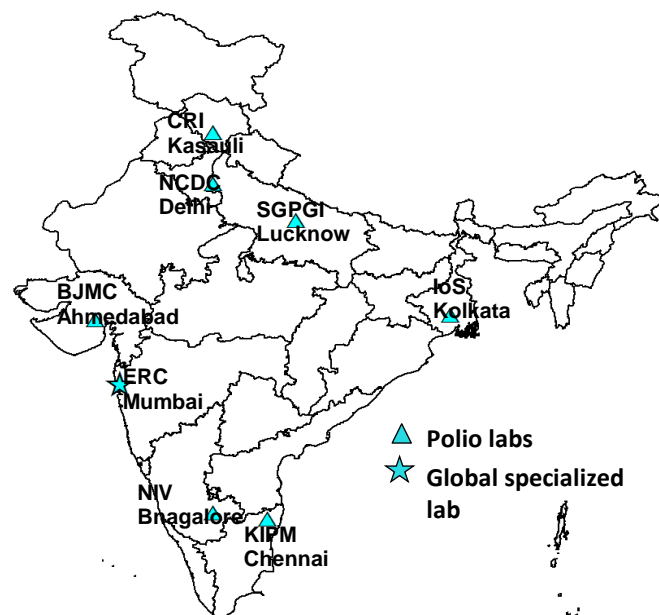 CRI
Kasauli
NCDC
Delhi
SGPGI
Lucknow
BJMC
Ahmedabad
IoS
Kolkata
ERC
Mumbai
Polio labs
Global specialized
lab
NIV
Bnagalore
KIPM
Chennai